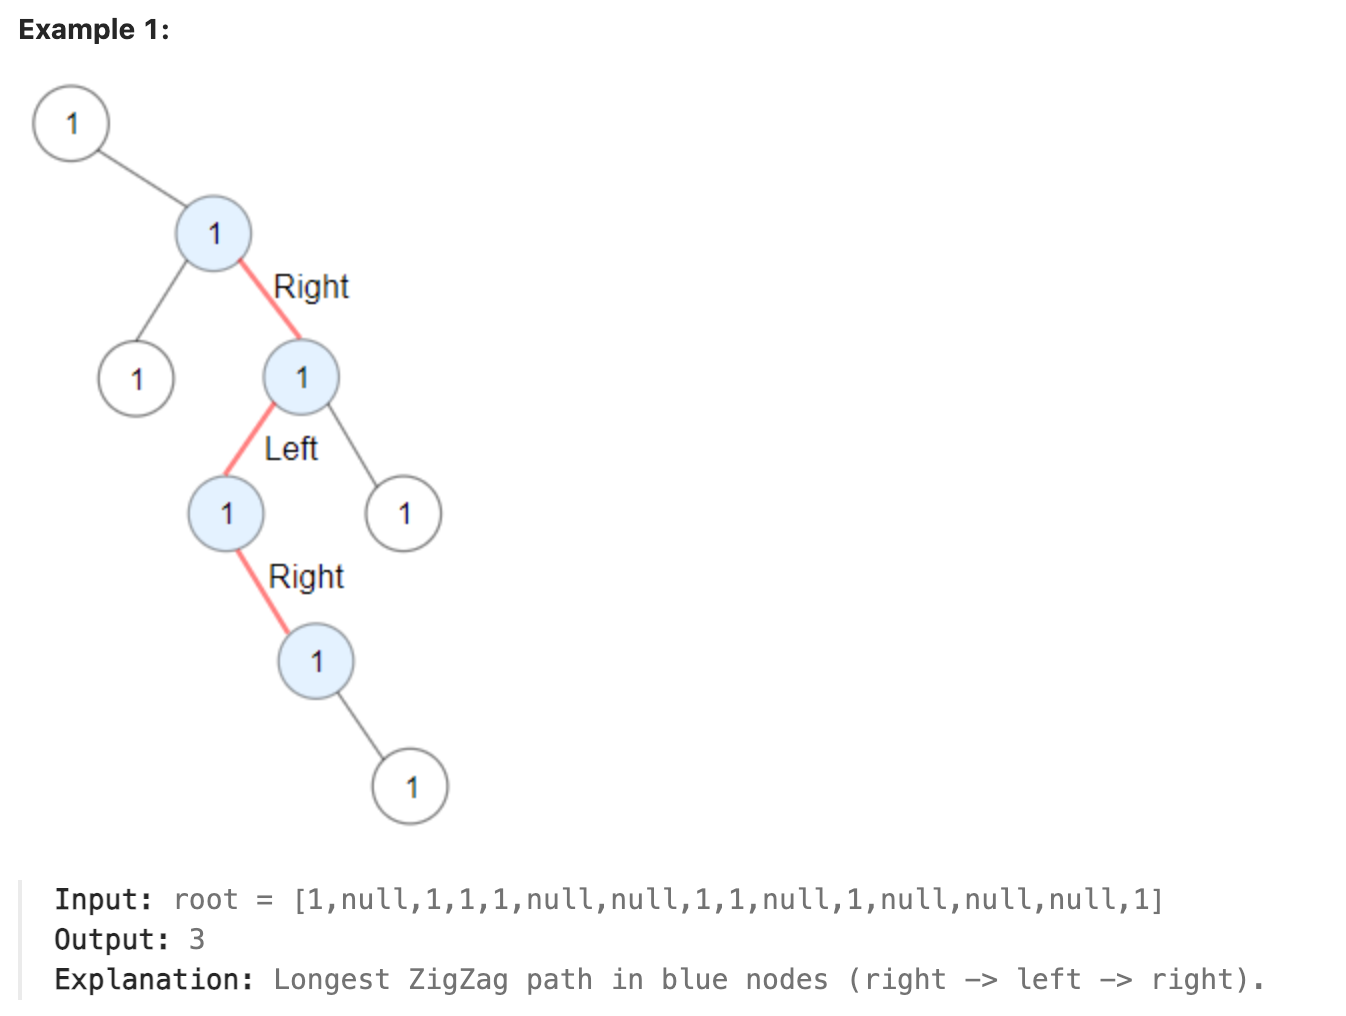 Example 1:
1
1
Right
1
1
Left
1
1
Right
1
1
Input: root = [1,null,1,1,1,null,null,1,1,null,1,null,null,null,1]
Output: 3
Explanation: Longest ZigZag path in blue nodes (right -> left -> right).